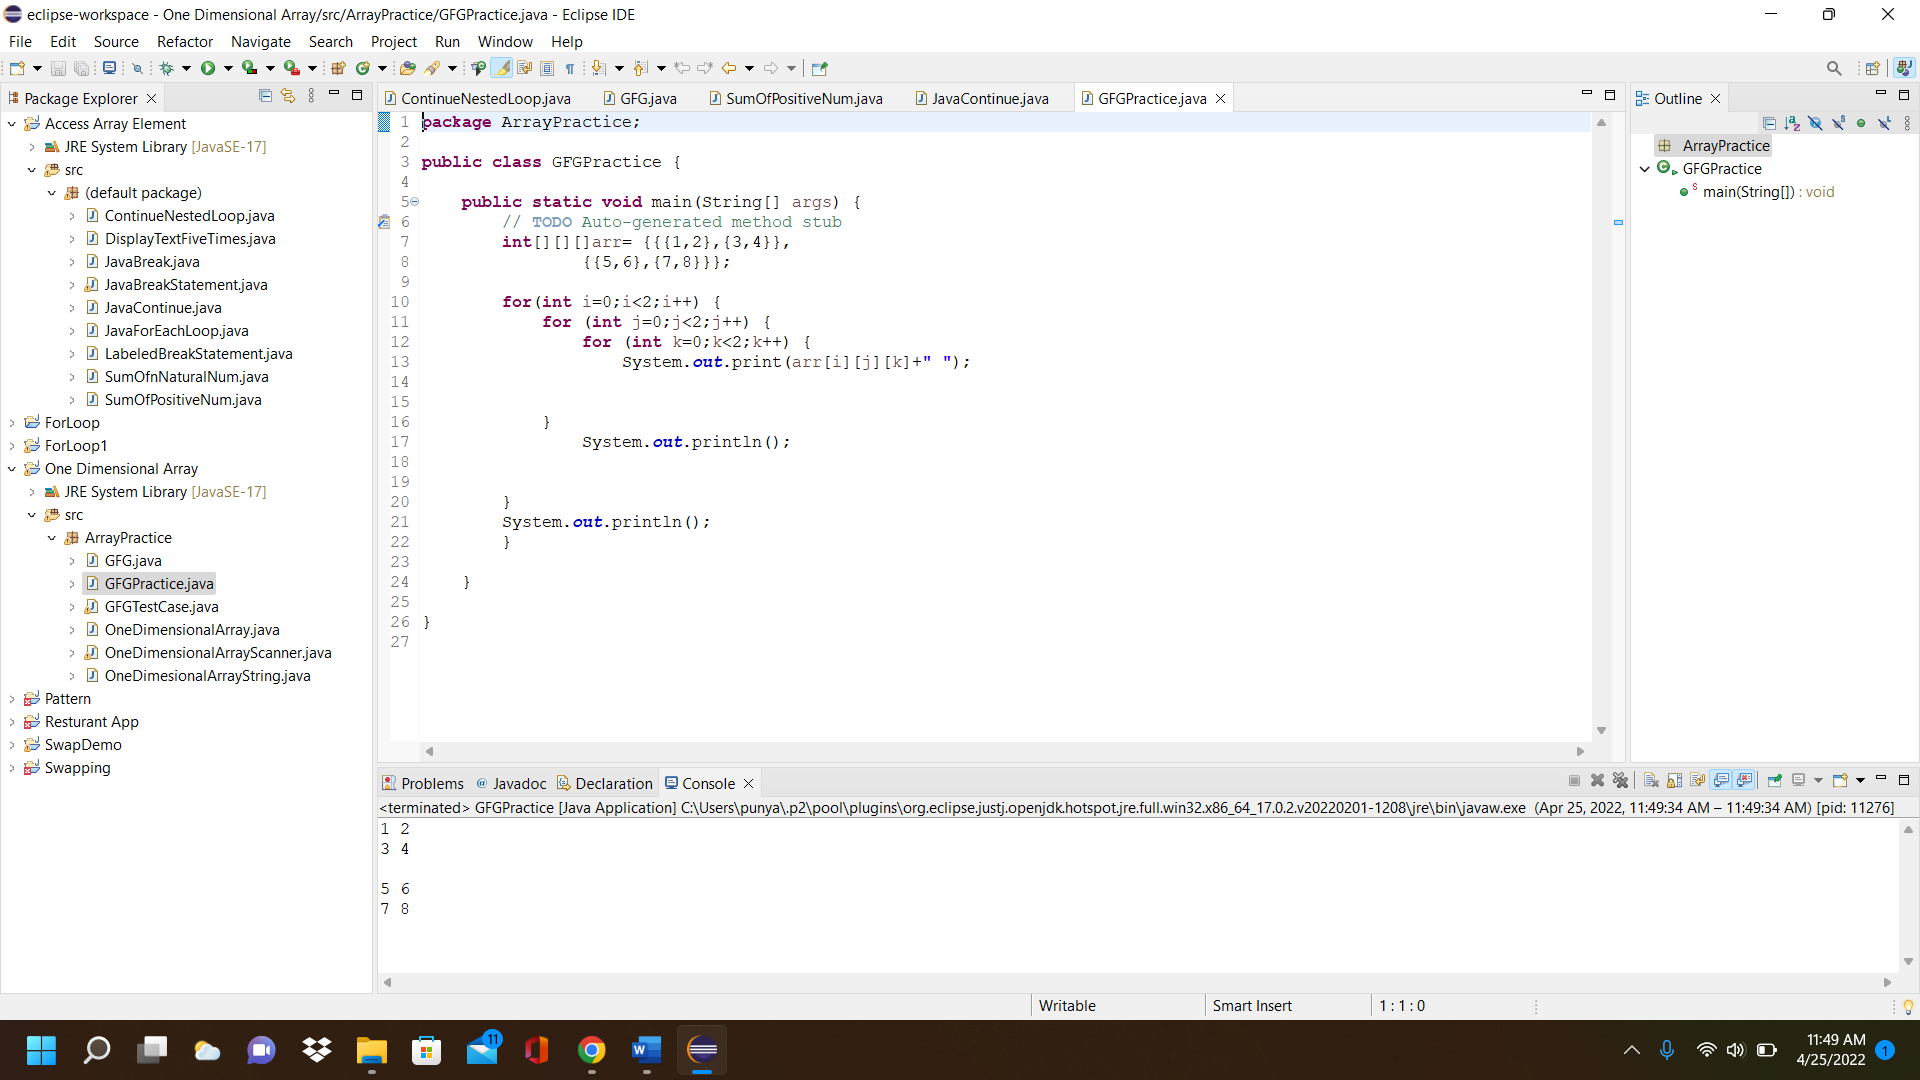 eclipse-workspace - One Dimensional Array/src/ArrayPractice/GFGPractice.java - Eclipse IDE
File Edit Source Refactor Navigate Search Project Run Window Help
Package Explorer
Access Array Element
JRE System Library [JavaSE-17]
src
(default package)
ContinueNestedLoop.java
DisplayTextFiveTimes.java
JavaBreak.java
JavaBreakStatement.java
JavaContinue.java
JavaForEachLoop.java
LabeledBreakStatement.java
SumOfnNaturalNum.java
SumOfPositiveNum.java
ForLoop
ForLoop1
One Dimensional Array
JRE System Library [JavaSE-17]
src
ArrayPractice
GFG.java
GFGPractice.java
GFGTestCase.java
OneDimensionalArray.java
OneDimensionalArrayScanner.java
OneDimesionalArrayString.java
Pattern
Resturant App
SwapDemo
Swapping
ContinueNestedLoop.java GFG.java SumOfPositiveNum.java JavaContinue.java GFGPractice.java
1 package ArrayPractice;
2
3 public class GFGPractice {
4
5 public static void main(String[] args) {
6 // TODO Auto-generated method stub
7 int[][][]arr= {{{1,2},{3,4}},
8 {{5,6},{7,8}}};
9
10 for(int i=0;i<2;i++) {
11 for (int j=0;j<2;j++) {
12 for (int k=0;k<2;k++) {
13 System.out.print(arr[i][j][k]+" ");
14
15
16 }
17 System.out.println();
18
19
20 }
21 System.out.println();
22 }
23
24 }
25
26 }
27
Outline
ArrayPractice
GFGPractice
main(String[]) : void
Problems Javadoc Declaration Console
<terminated> GFGPractice [Java Application] C:\Users\punya\.p2\pool\plugins\org.eclipse.justj.openjdk.hotspot.jre.full.win32.x86_64_17.0.2.v20220201-1208\jre\bin\javaw.exe (Apr 25, 2022, 11:49:34 AM – 11:49:34 AM) [pid: 11276]
1 2
3 4
5 6
7 8
Writable Smart Insert 1 : 1 : 0
11
11:49 AM
4/25/2022
1